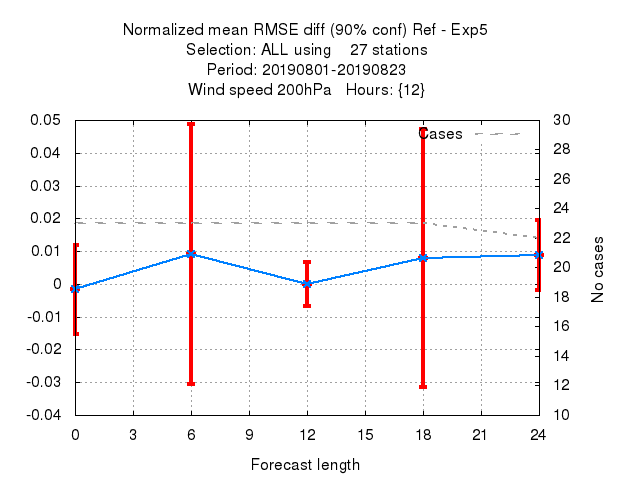 Normalized mean RMSE diff (90% conf) Ref - Exp5
Selection: ALL using    27 stations
Period: 20190801-20190823
Wind speed 200hPa   Hours: {12}
Cases
0.05
0.04
0.03
0.02
0.01
0
-0.01
-0.02
-0.03
-0.04
30
28
26
24
22
20
18
16
14
12
10
No cases
0 3 6 9 12 15 18 21 24
Forecast length